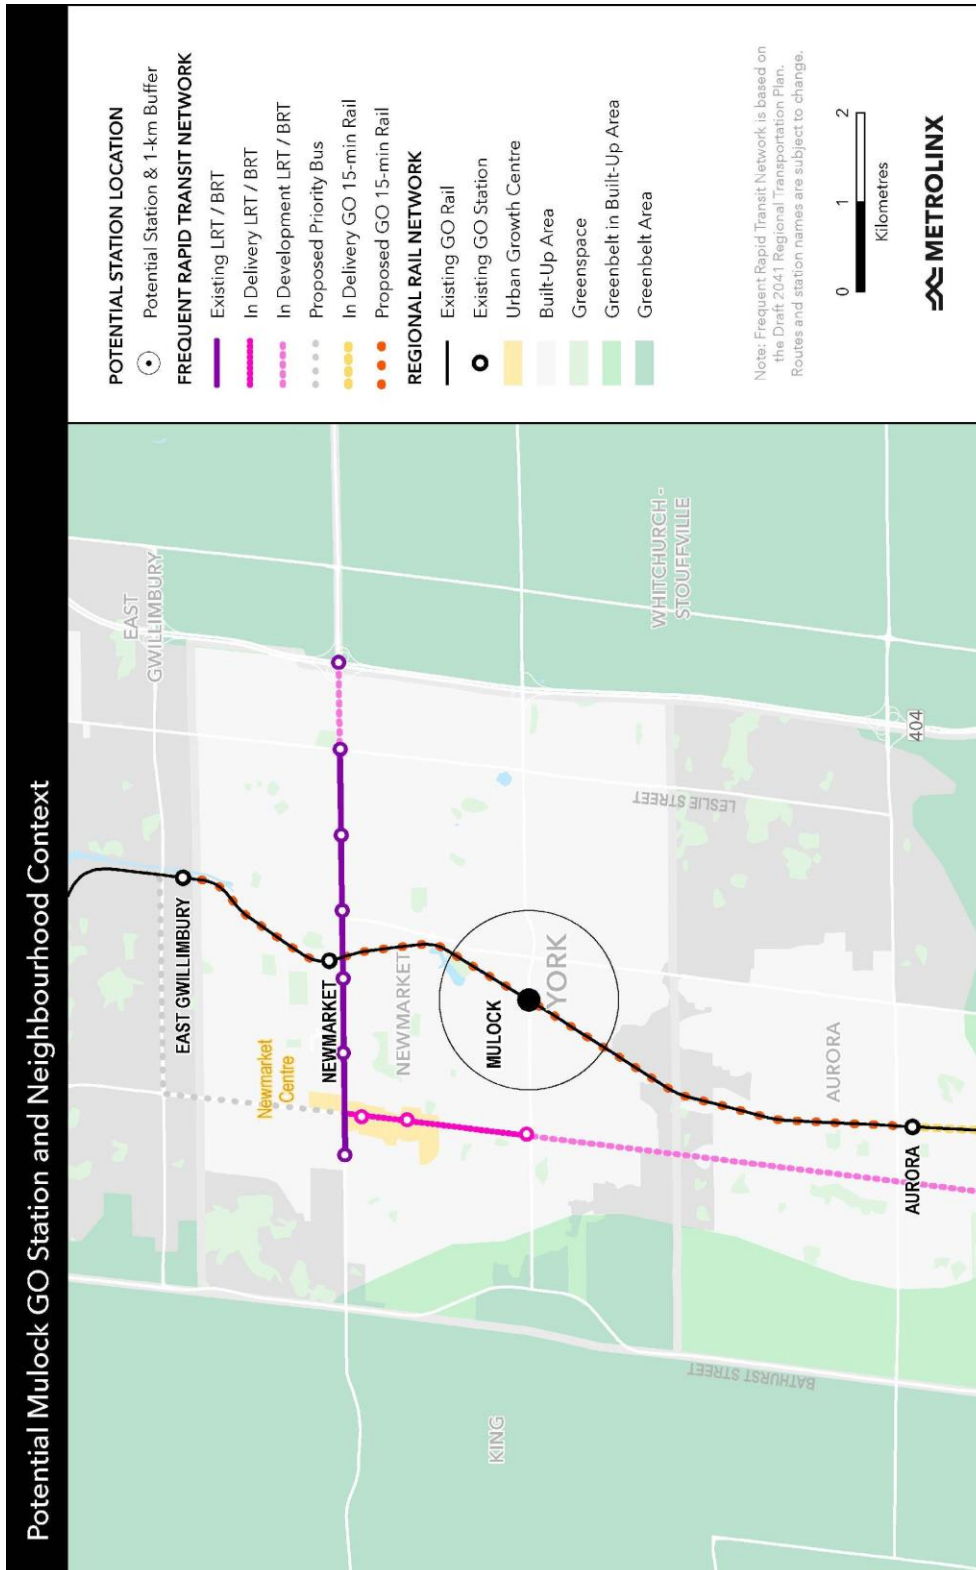 Potential Mulock GO Station and Neighbourhood Context
EAST
GWILLIMBURY
EAST GWILLIMBURY
Newmarket
Centre
NEWMARKET
NEWMARKET
MULOCK
YORK
KING
WHITCHURCH -
STOUFFVILLE
LESLIE STREET
BATHURST STREET
AURORA
404
AURORA
POTENTIAL STATION LOCATION
Potential Station & 1-km Buffer
FREQUENT RAPID TRANSIT NETWORK
Existing LRT / BRT
In Delivery LRT / BRT
In Development LRT / BRT
Proposed Priority Bus
In Delivery GO 15-min Rail
Proposed GO 15-min Rail
REGIONAL RAIL NETWORK
Existing GO Rail
Existing GO Station
Urban Growth Centre
Built-Up Area
Greenspace
Greenbelt in Built-Up Area
Greenbelt Area
Note: Frequent Rapid Transit Network is based on
the Draft 2041 Regional Transportation Plan.
Routes and station names are subject to change.
0 1 2
Kilometres
METROLINX